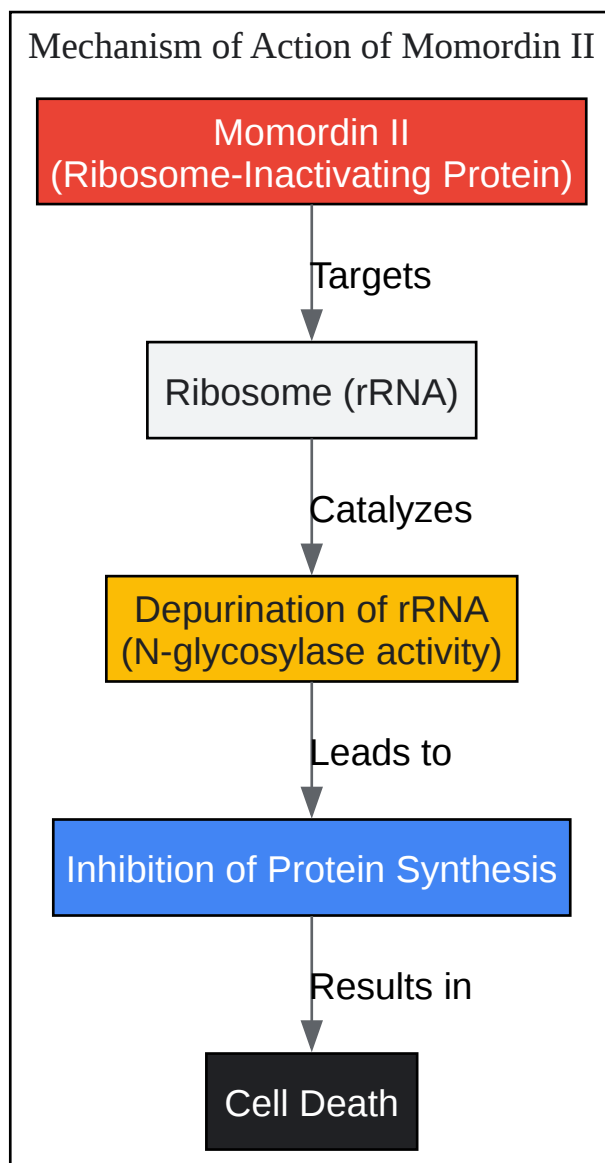 Mechanism of Action of Momordin II
Momordin II
(Ribosome-Inactivating Protein)
Targets
Ribosome (rRNA)
Catalyzes
Depurination of rRNA
(N-glycosylase activity)
Leads to
Inhibition of Protein Synthesis
Results in
Cell Death